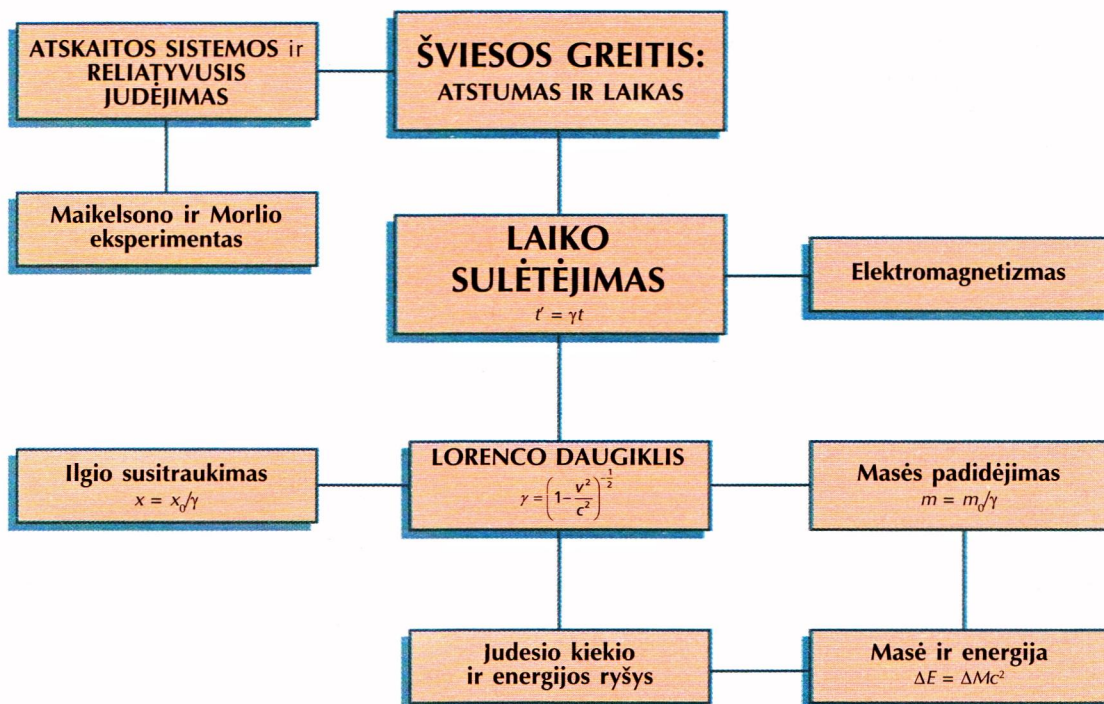 ATSKAITOS SISTEMOS ir
RELIATYVUSIS
JUDĖJIMAS
ŠVIESOS GREITIS:
ATSTUMAS IR LAIKAS
Maikelsono ir Morlio
eksperimentas
LAIKO
SULĖTĖJIMAS
t′ = γt
Elektromagnetizmas
Ilgio susitraukimas
x = x₀/γ
LORENCO DAUGIKLIS
γ = (1 − v²/c²)^(−1/2)
Masės padidėjimas
m = m₀/γ
Judesio kiekio
ir energijos ryšys
Masė ir energija
ΔE = ΔMc²